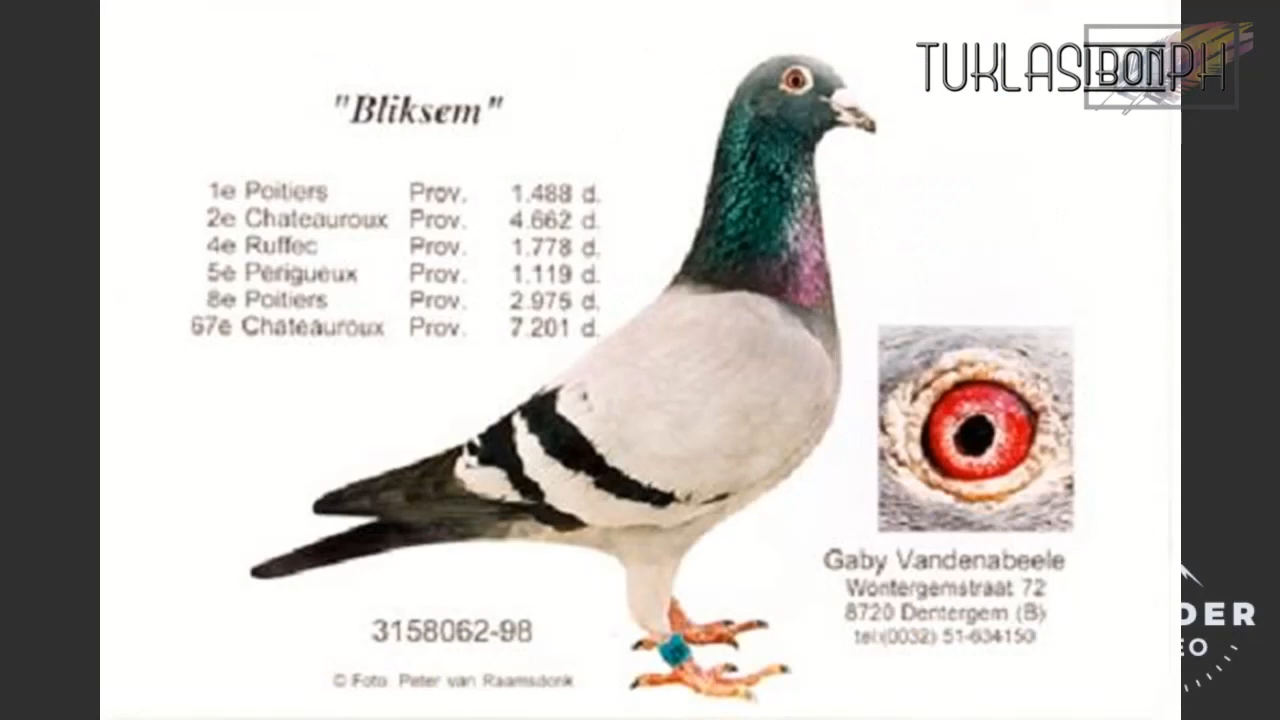 TUKLASIBONPH
"Bliksem"
1e Poitiers Prov. 1.488 d.
2e Chateauroux Prov. 4.662 d.
4e Ruffec Prov. 1.778 d.
5e Perigueux Prov. 1.119 d.
8e Poitiers Prov. 2.975 d.
67e Chateauroux Prov. 7.201 d.
Gaby Vandenabeele
Wontergemstraat 72
8720 Dentergem (B)
tel:(0032) 51-634150
3158062-98
© Foto Peter van Raamsdonk
DER
EO